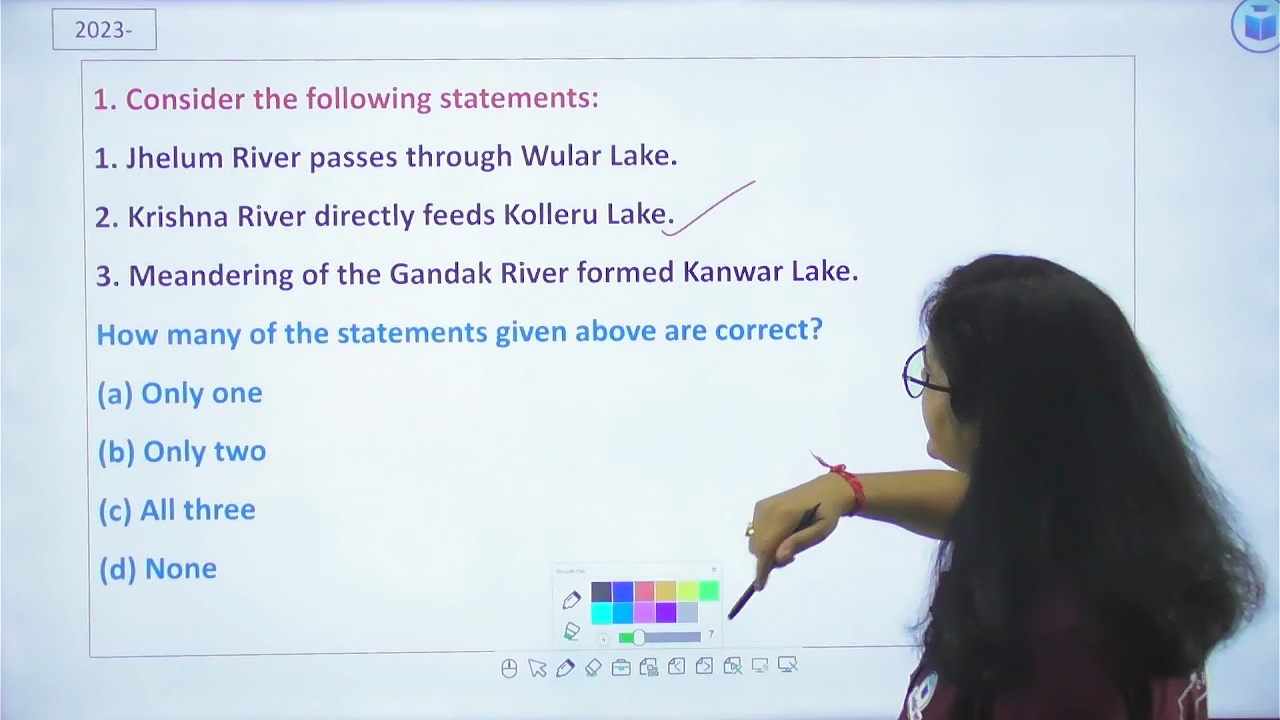 2023-
1. Consider the following statements:
1. Jhelum River passes through Wular Lake.
2. Krishna River directly feeds Kolleru Lake.
3. Meandering of the Gandak River formed Kanwar Lake.
How many of the statements given above are correct?
(a) Only one
(b) Only two
(c) All three
(d) None
7